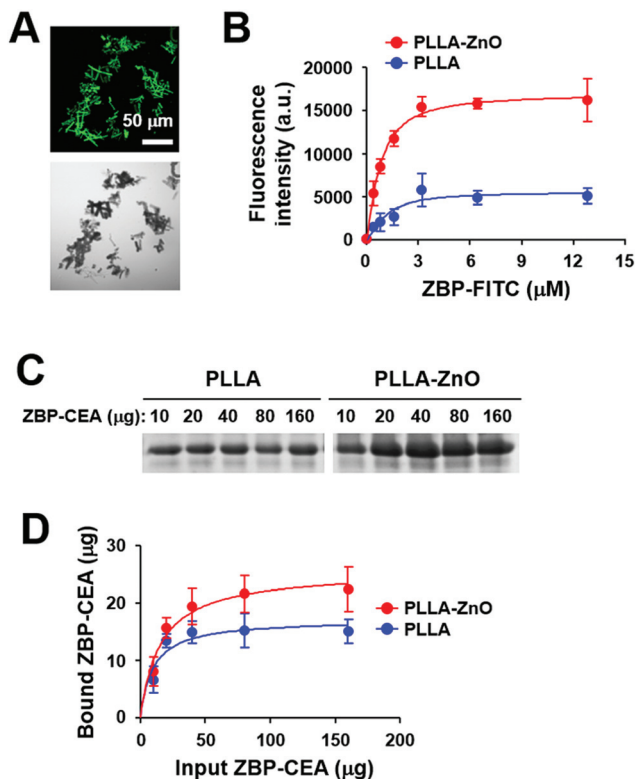 A
50 μm
B
PLLA-ZnO
PLLA
Fluorescence
intensity (a.u.)
20000
15000
10000
5000
0
0 3 6 9 12 15
ZBP-FITC (μM)
C
PLLA PLLA-ZnO
ZBP-CEA (μg): 10 20 40 80 160 10 20 40 80 160
D
Bound ZBP-CEA (μg)
30
20
10
0
0 50 100 150 200
PLLA-ZnO
PLLA
Input ZBP-CEA (μg)